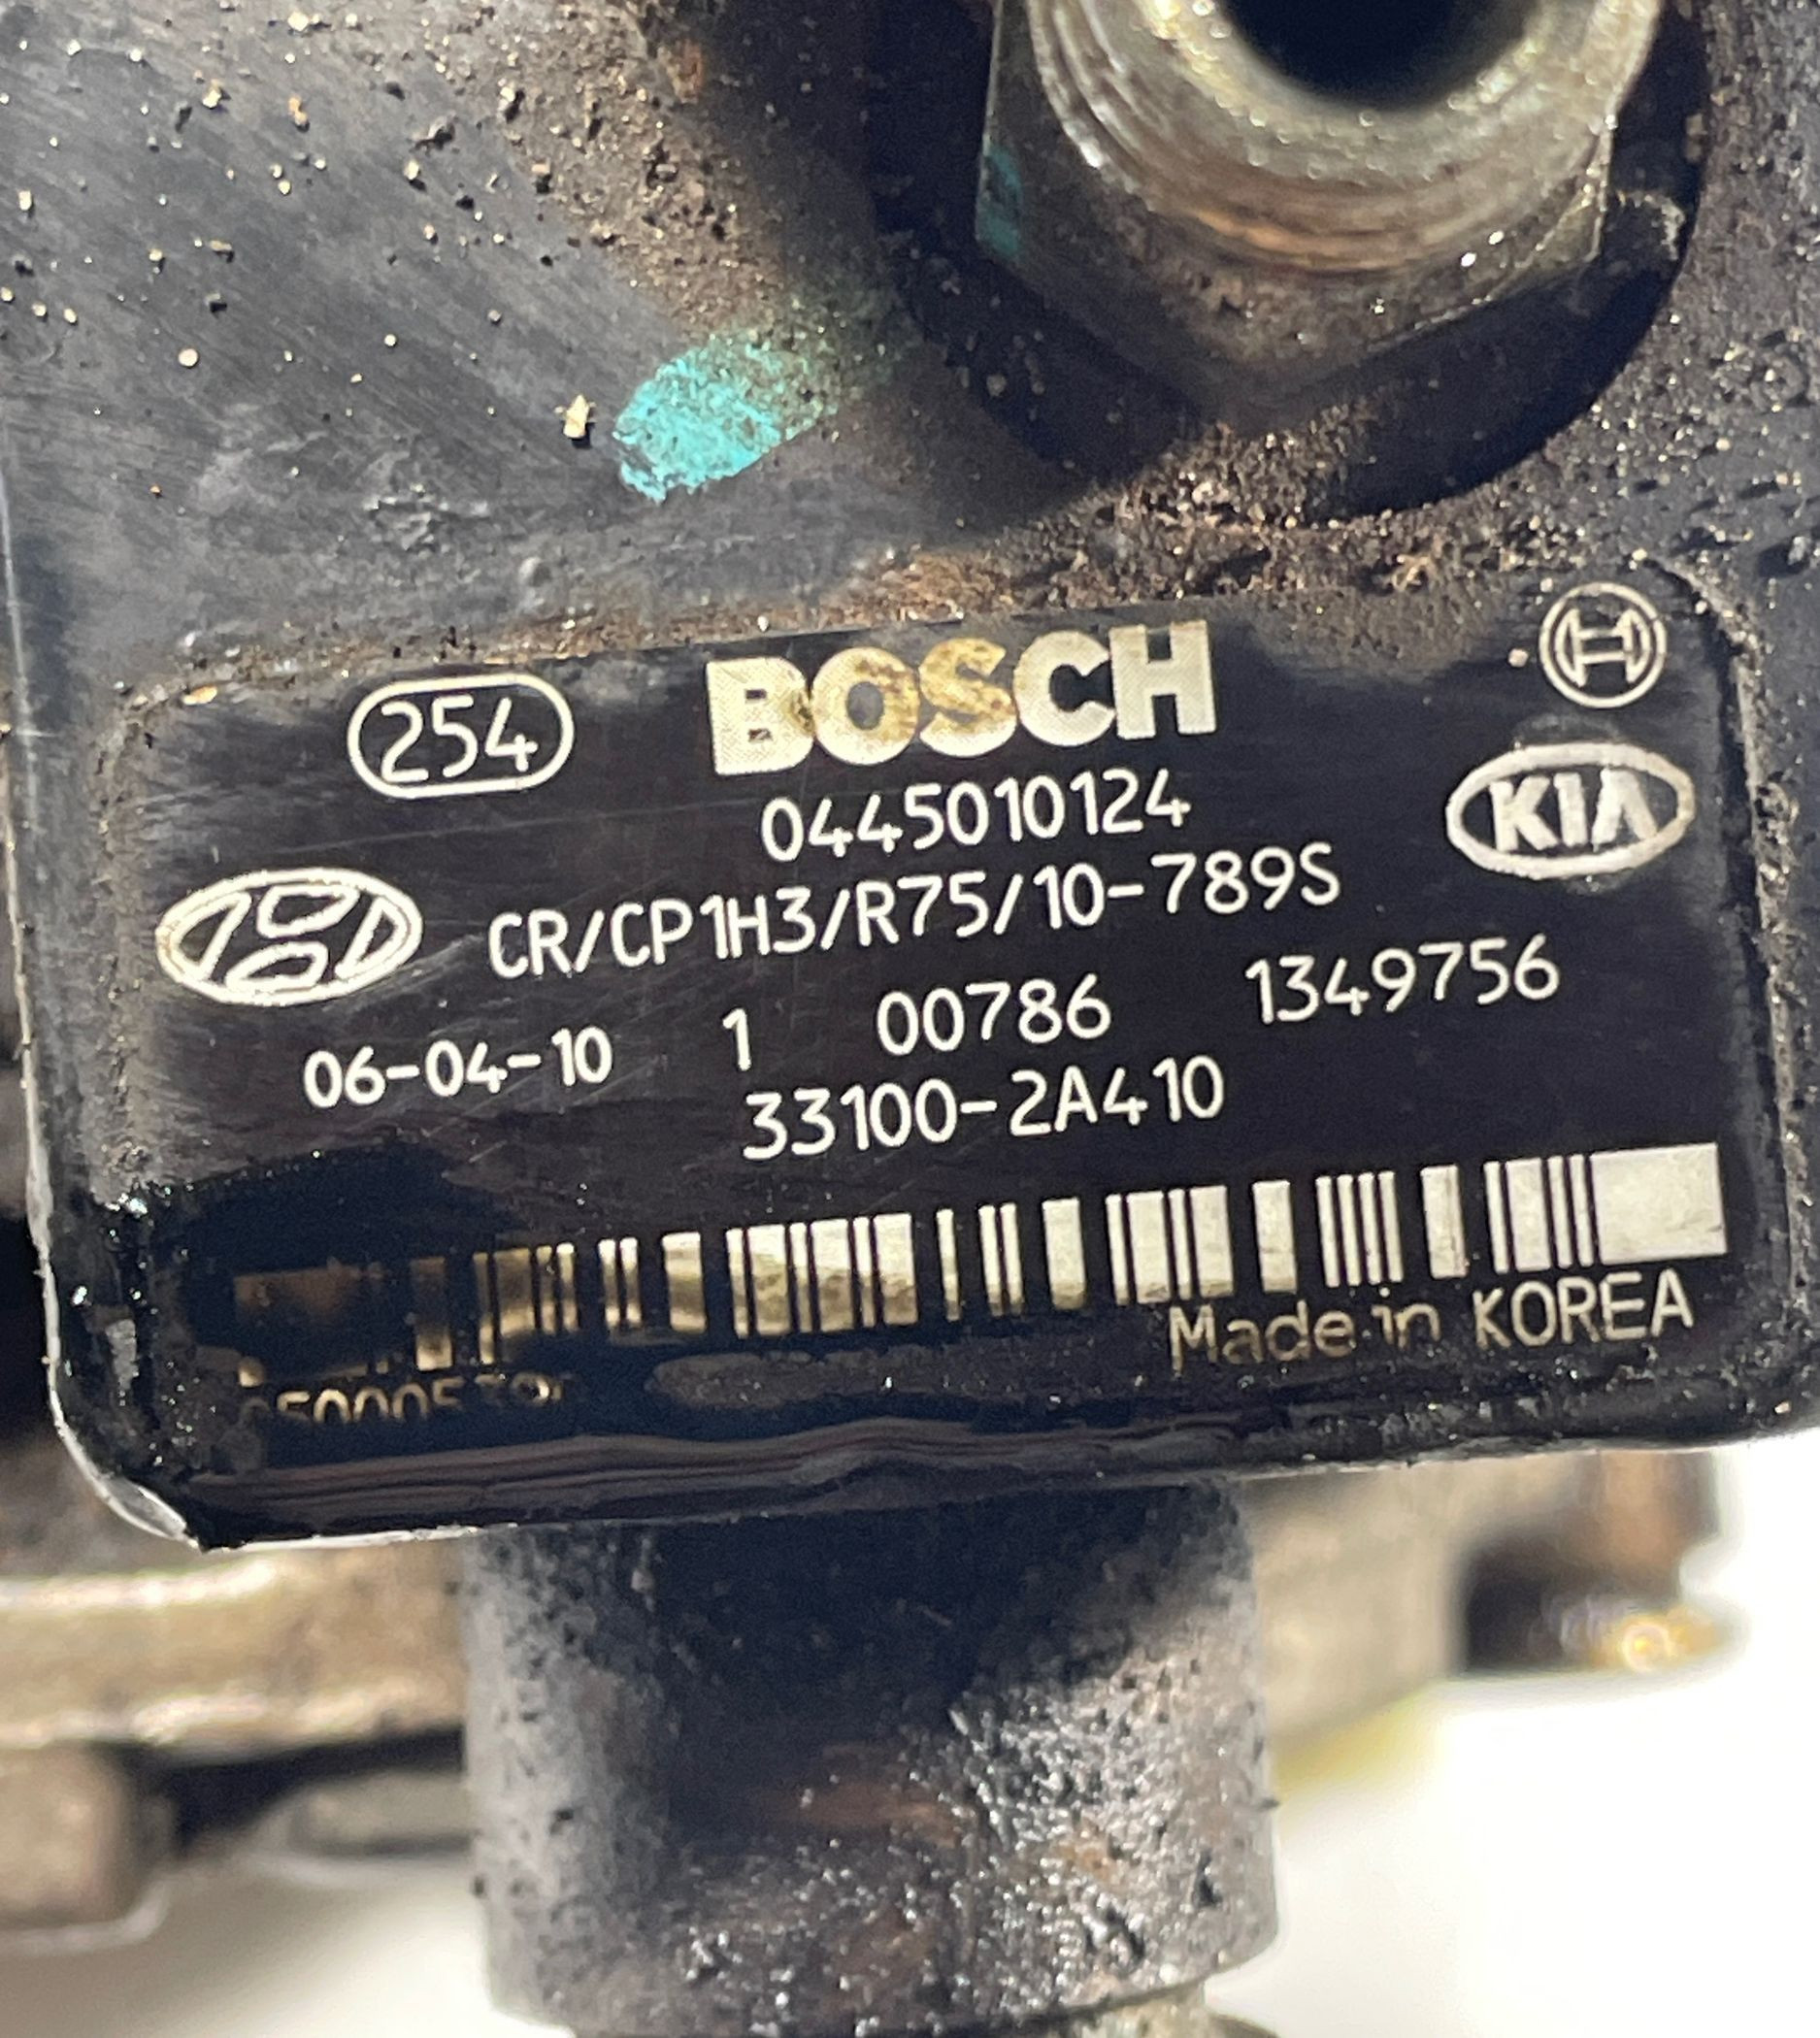 254 BOSCH
0445010124 KIA
CR/CP1H3/R75/10-789S
06-04-10 1 00786 1349756
33100-2A410
Made in KOREA